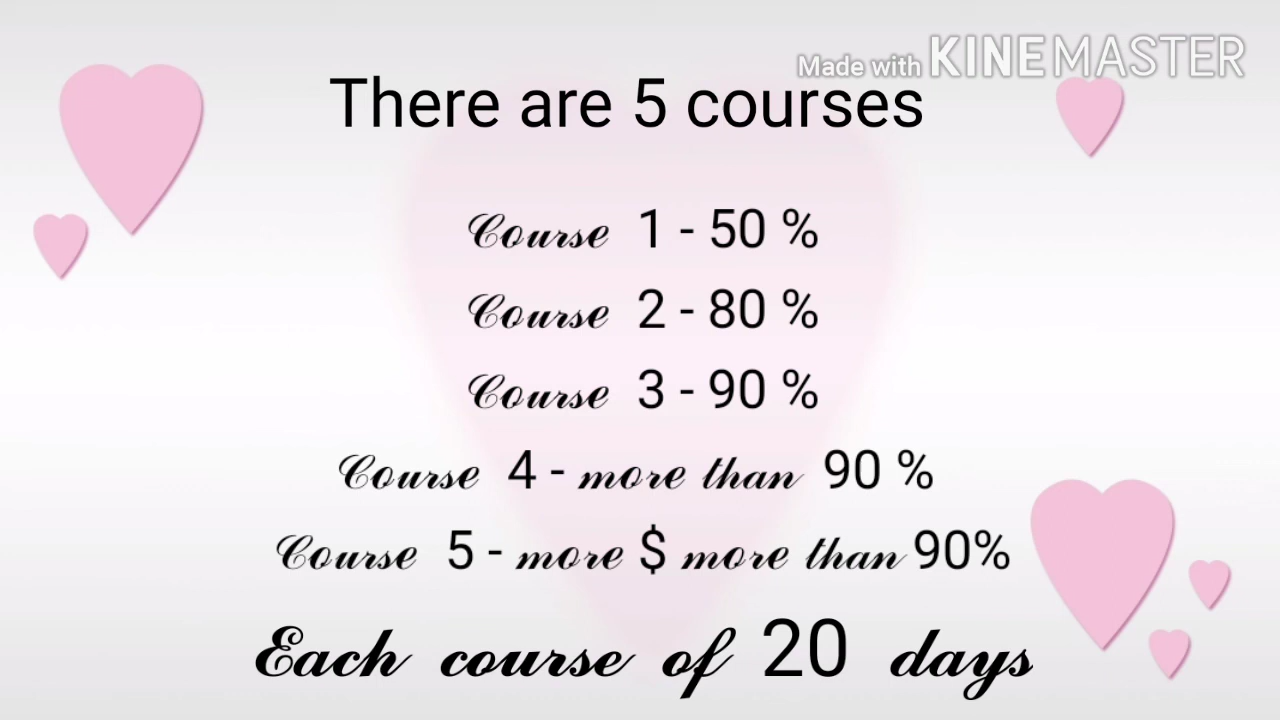 Made with KINEMASTER
There are 5 courses
Course 1 - 50 %
Course 2 - 80 %
Course 3 - 90 %
Course 4 - more than 90 %
Course 5 - more $ more than 90%
Each course of 20 days